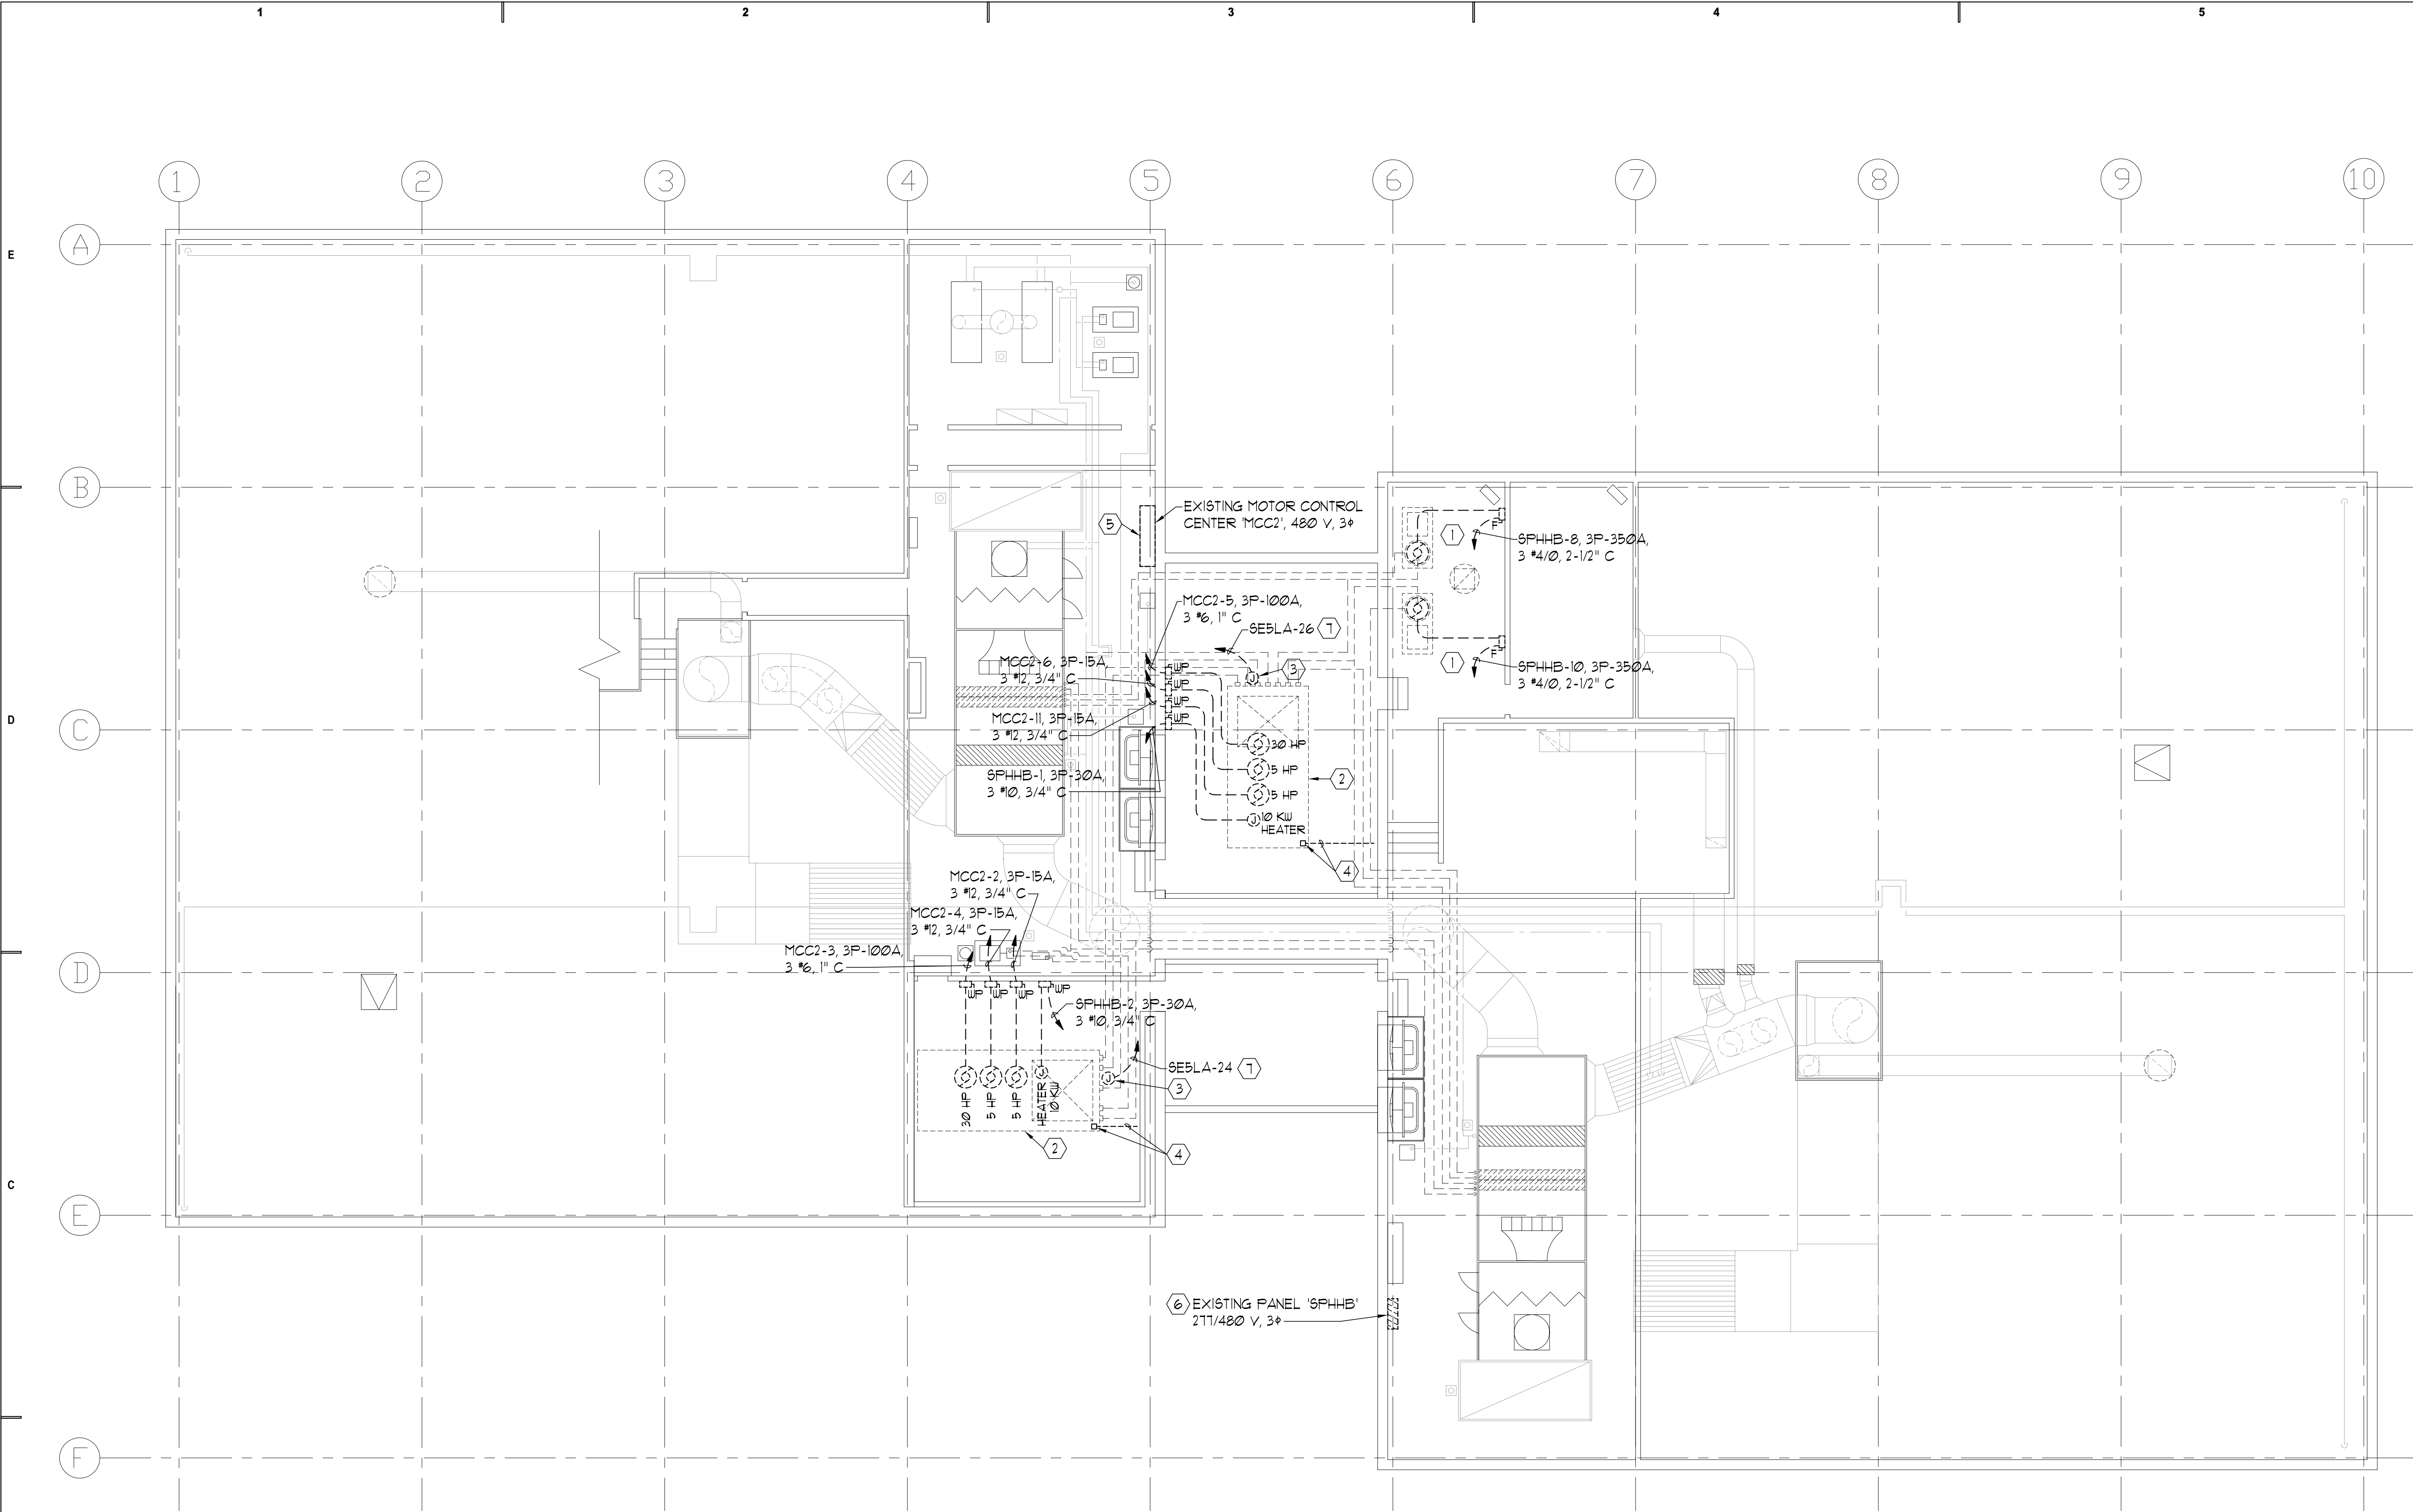 1 2 3 4 5
1 2 3 4 5 6 7 8 9 10
A
E
B
EXISTING MOTOR CONTROL
CENTER 'MCC2', 480 V, 3φ
5
1
F
SPHHB-8, 3P-350A,
3 #4/0, 2-1/2" C
MCC2-5, 3P-100A,
3 #6, 1" C
SE5LA-26 7
MCC2-6, 3P-15A,
3 #12, 3/4" C
WP
WP
WP
WP
J
3
1
F
SPHHB-10, 3P-350A,
3 #4/0, 2-1/2" C
D
MCC2-11, 3P-15A,
3 #12, 3/4" C
C
30 HP
5 HP
5 HP
2
SPHHB-1, 3P-30A,
3 #10, 3/4" C
J 10 KW
HEATER
4
MCC2-2, 3P-15A,
3 #12, 3/4" C
MCC2-4, 3P-15A,
3 #12, 3/4" C
MCC2-3, 3P-100A,
3 #6, 1" C
D
WP WP WP WP
SPHHB-2, 3P-30A,
3 #10, 3/4" C
SE5LA-24 7
J
3
30 HP
5 HP
5 HP
J
HEATER
10 KW
2
4
C
E
6 EXISTING PANEL 'SPHHB'
277/480 V, 3φ
F